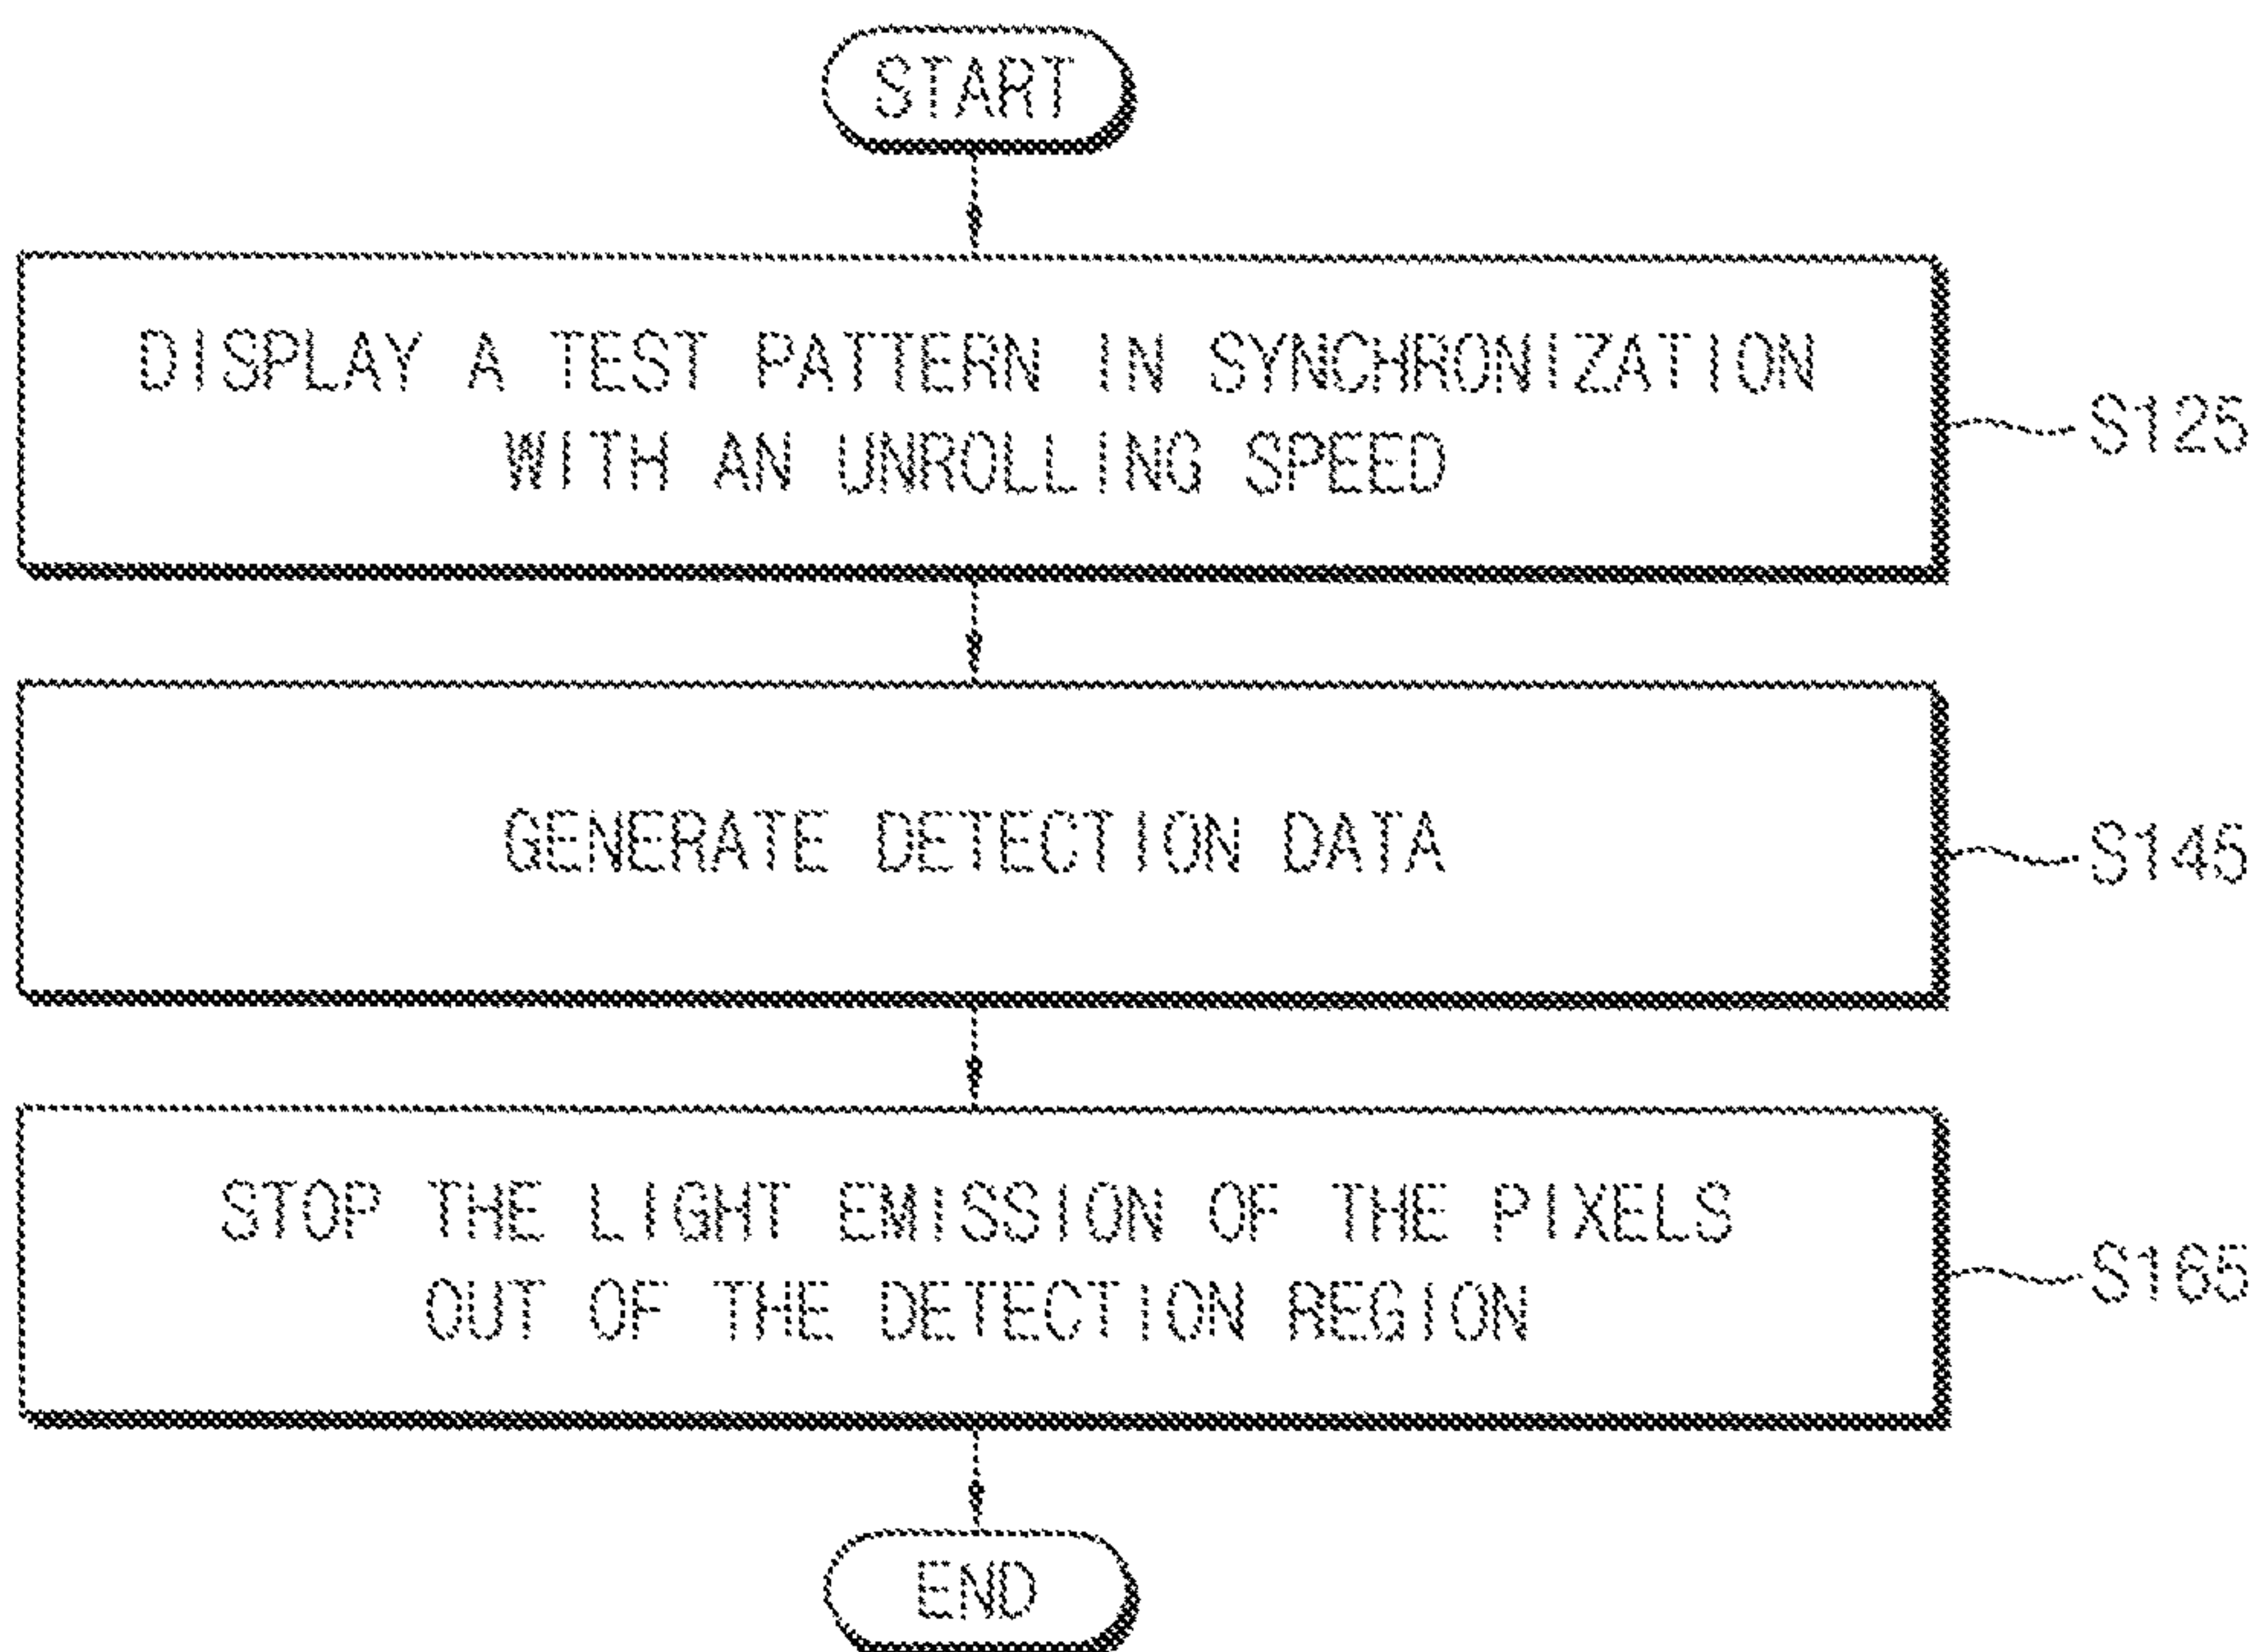 START
DISPLAY A TEST PATTERN IN SYNCHRONIZATION
WITH AN UNROLLING SPEED
S125
GENERATE DETECTION DATA
S145
STOP THE LIGHT EMISSION OF THE PIXELS
OUT OF THE DETECTION REGION
S165
END